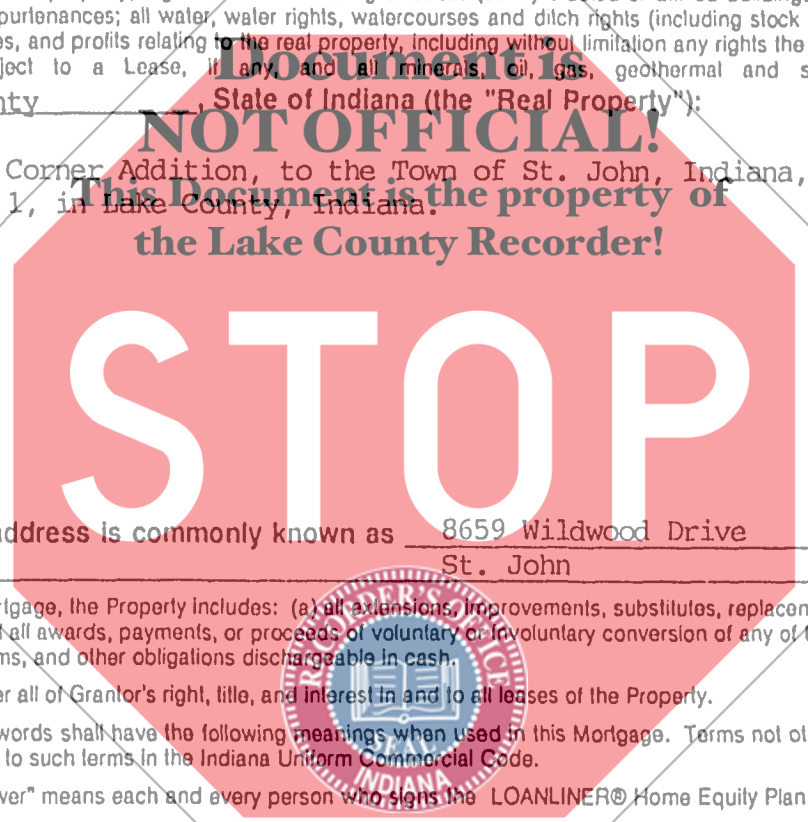 purtenances; all water, water rights, watercourses and ditch rights (including stock
es, and profits relating to the real property, including without limitation any rights the
ject to a Lease, if any, and all minerals, oil, gas, geothermal and s
Document is
nty, State of Indiana (the "Real Property"):
NOT OFFICIAL!
Corner Addition, to the Town of St. John, Indiana,
This Document is the property of
1, in Lake County, Indiana.
the Lake County Recorder!
STOP
address is commonly known as 8659 Wildwood Drive
St. John
rtgage, the Property includes: (a) all extensions, improvements, substitutes, replacem
all awards, payments, or proceeds of voluntary or involuntary conversion of any of t
ms, and other obligations dischargeable in cash.
RECORDER'S OFFICE
er all of Grantor's right, title, and interest in and to all leases of the Property.
words shall have the following meanings when used in this Mortgage. Terms not ot
SEAL
to such terms in the Indiana Uniform Commercial Code.
INDIANA
ver" means each and every person who signs the LOANLINER® Home Equity Plan